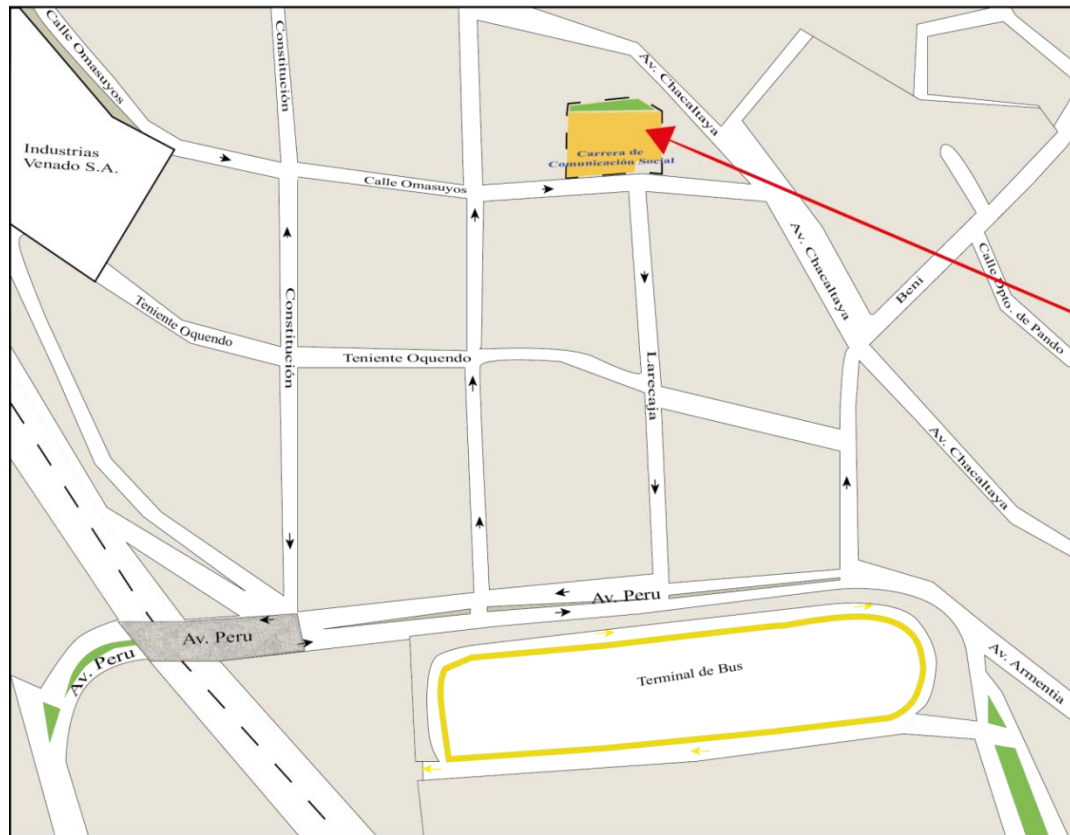 Calle Omasuyos
Constitución
Av. Chacaltaya
Industrias
Venado S.A.
Carrera de
Comunicación Social
Calle Omasuyos
Av. Chacaltaya
Beni
Calle Dpto. de Pando
Teniente Oquendo
Constitución
Teniente Oquendo
Larecaja
Av. Chacaltaya
Av. Peru
Av. Peru
Av. Peru
Terminal de Bus
Av. Armentia